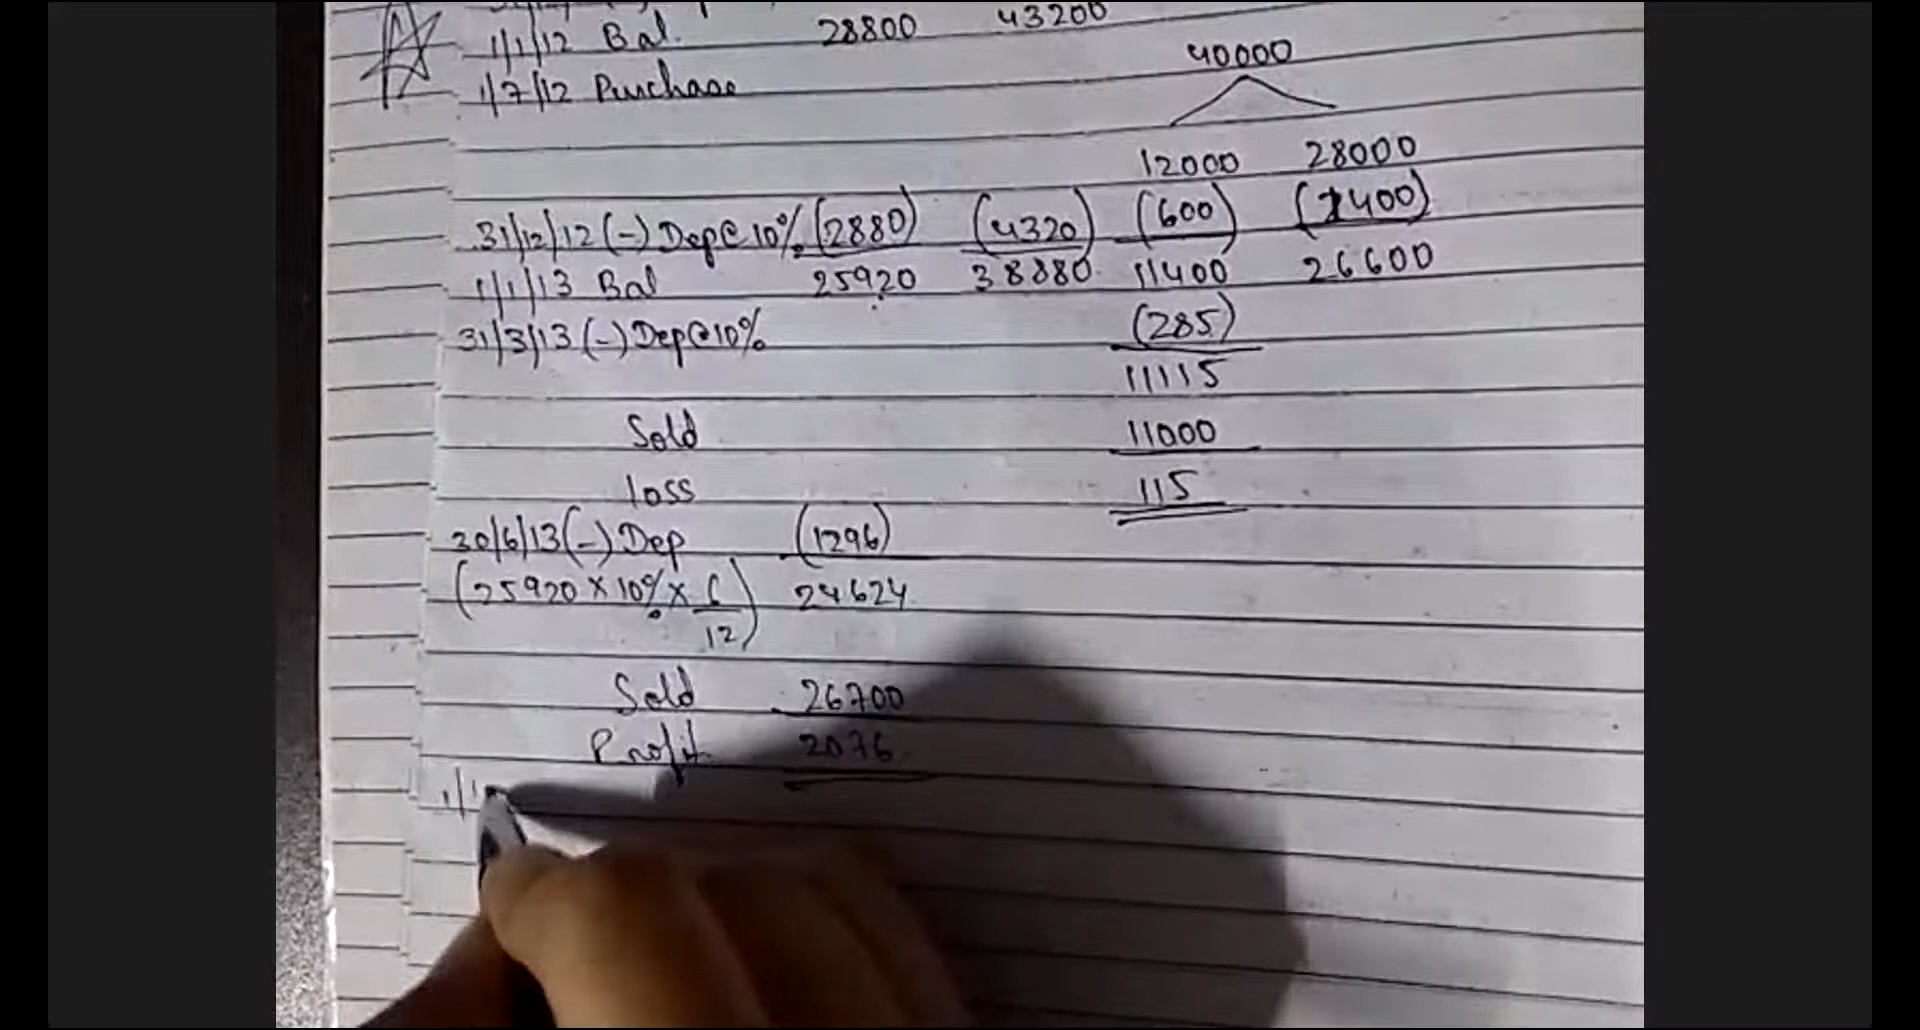 1/1/12 Bal. 28800 43200
40000
1/7/12 Purchase
12000 28000
31/12/12 (-) Dep@10% (2880) (4320) (600) (1400)
1/1/13 Bal 25920 38880 11400 26600
31/3/13 (-) Dep@10% (285)
11115
Sold 11000
loss 115
30/6/13 (-) Dep (1296)
(25920 × 10% × 6/12) 24624
Sold 26700
Profit 2076
1/1